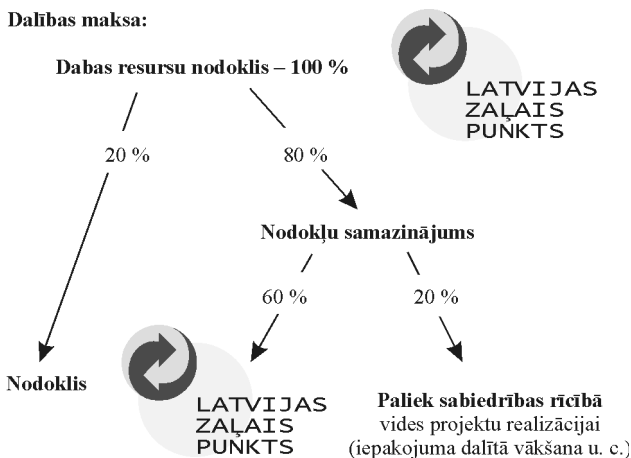 Dalības maksa:
Dabas resursu nodoklis – 100 %
LATVIJAS
ZAĻAIS
PUNKTS
20 %
80 %
Nodokļu samazinājums
60 %
20 %
Nodoklis
LATVIJAS
ZAĻAIS
PUNKTS
Paliek sabiedrības rīcībā
vides projektu realizācijai
(iepakojuma dalītā vākšana u. c.)